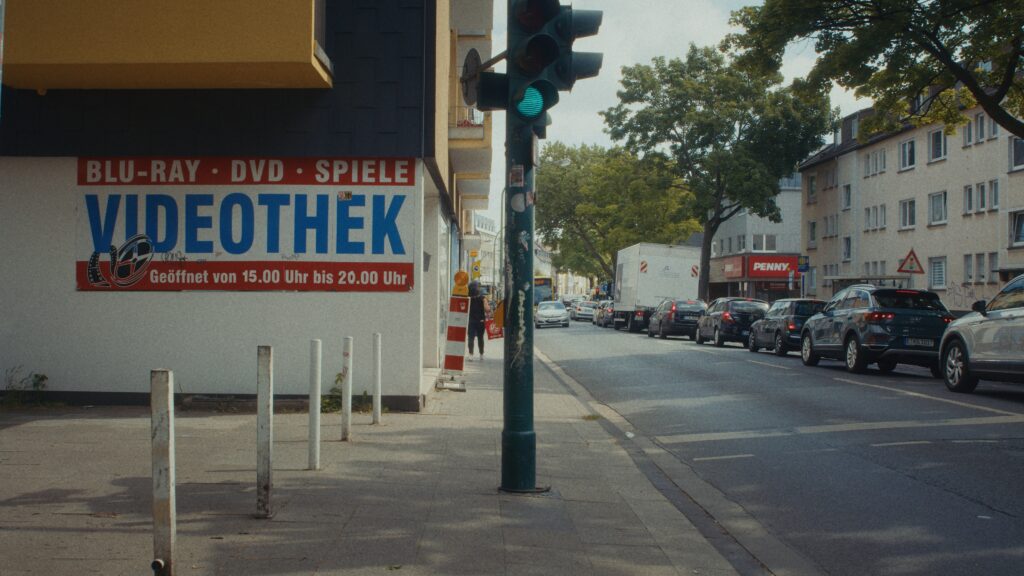 BLU-RAY · DVD · SPIELE
VIDEOTHEK
Geöffnet von 15.00 Uhr bis 20.00 Uhr
PENNY.